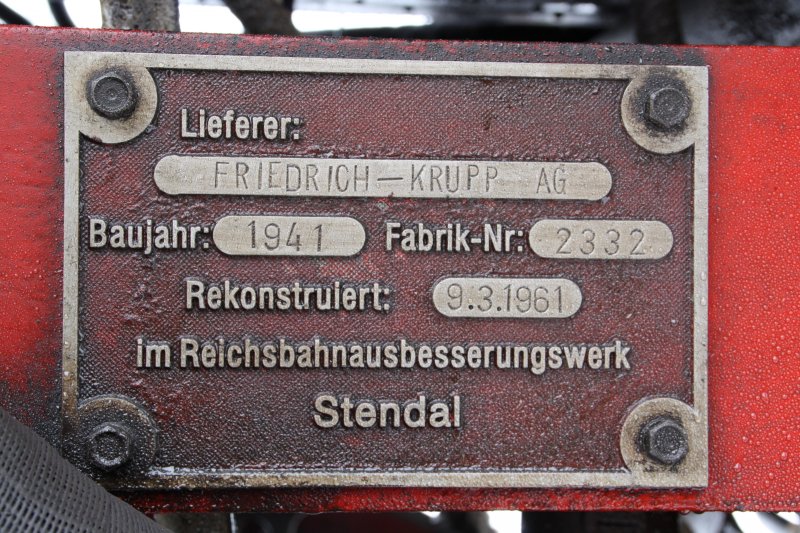 Lieferer:
FRIEDRICH-KRUPP AG
Baujahr: 1941 Fabrik-Nr: 2332
Rekonstruiert: 9.3.1961
im Reichsbahnausbesserungswerk
Stendal